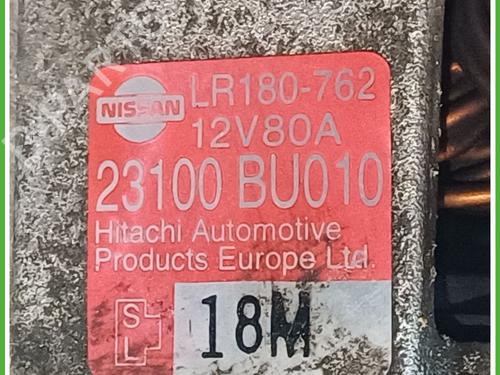 NISSAN
LR180-762
12V80A
23100 BU010
Hitachi Automotive
Products Europe Ltd.
S
L
18M